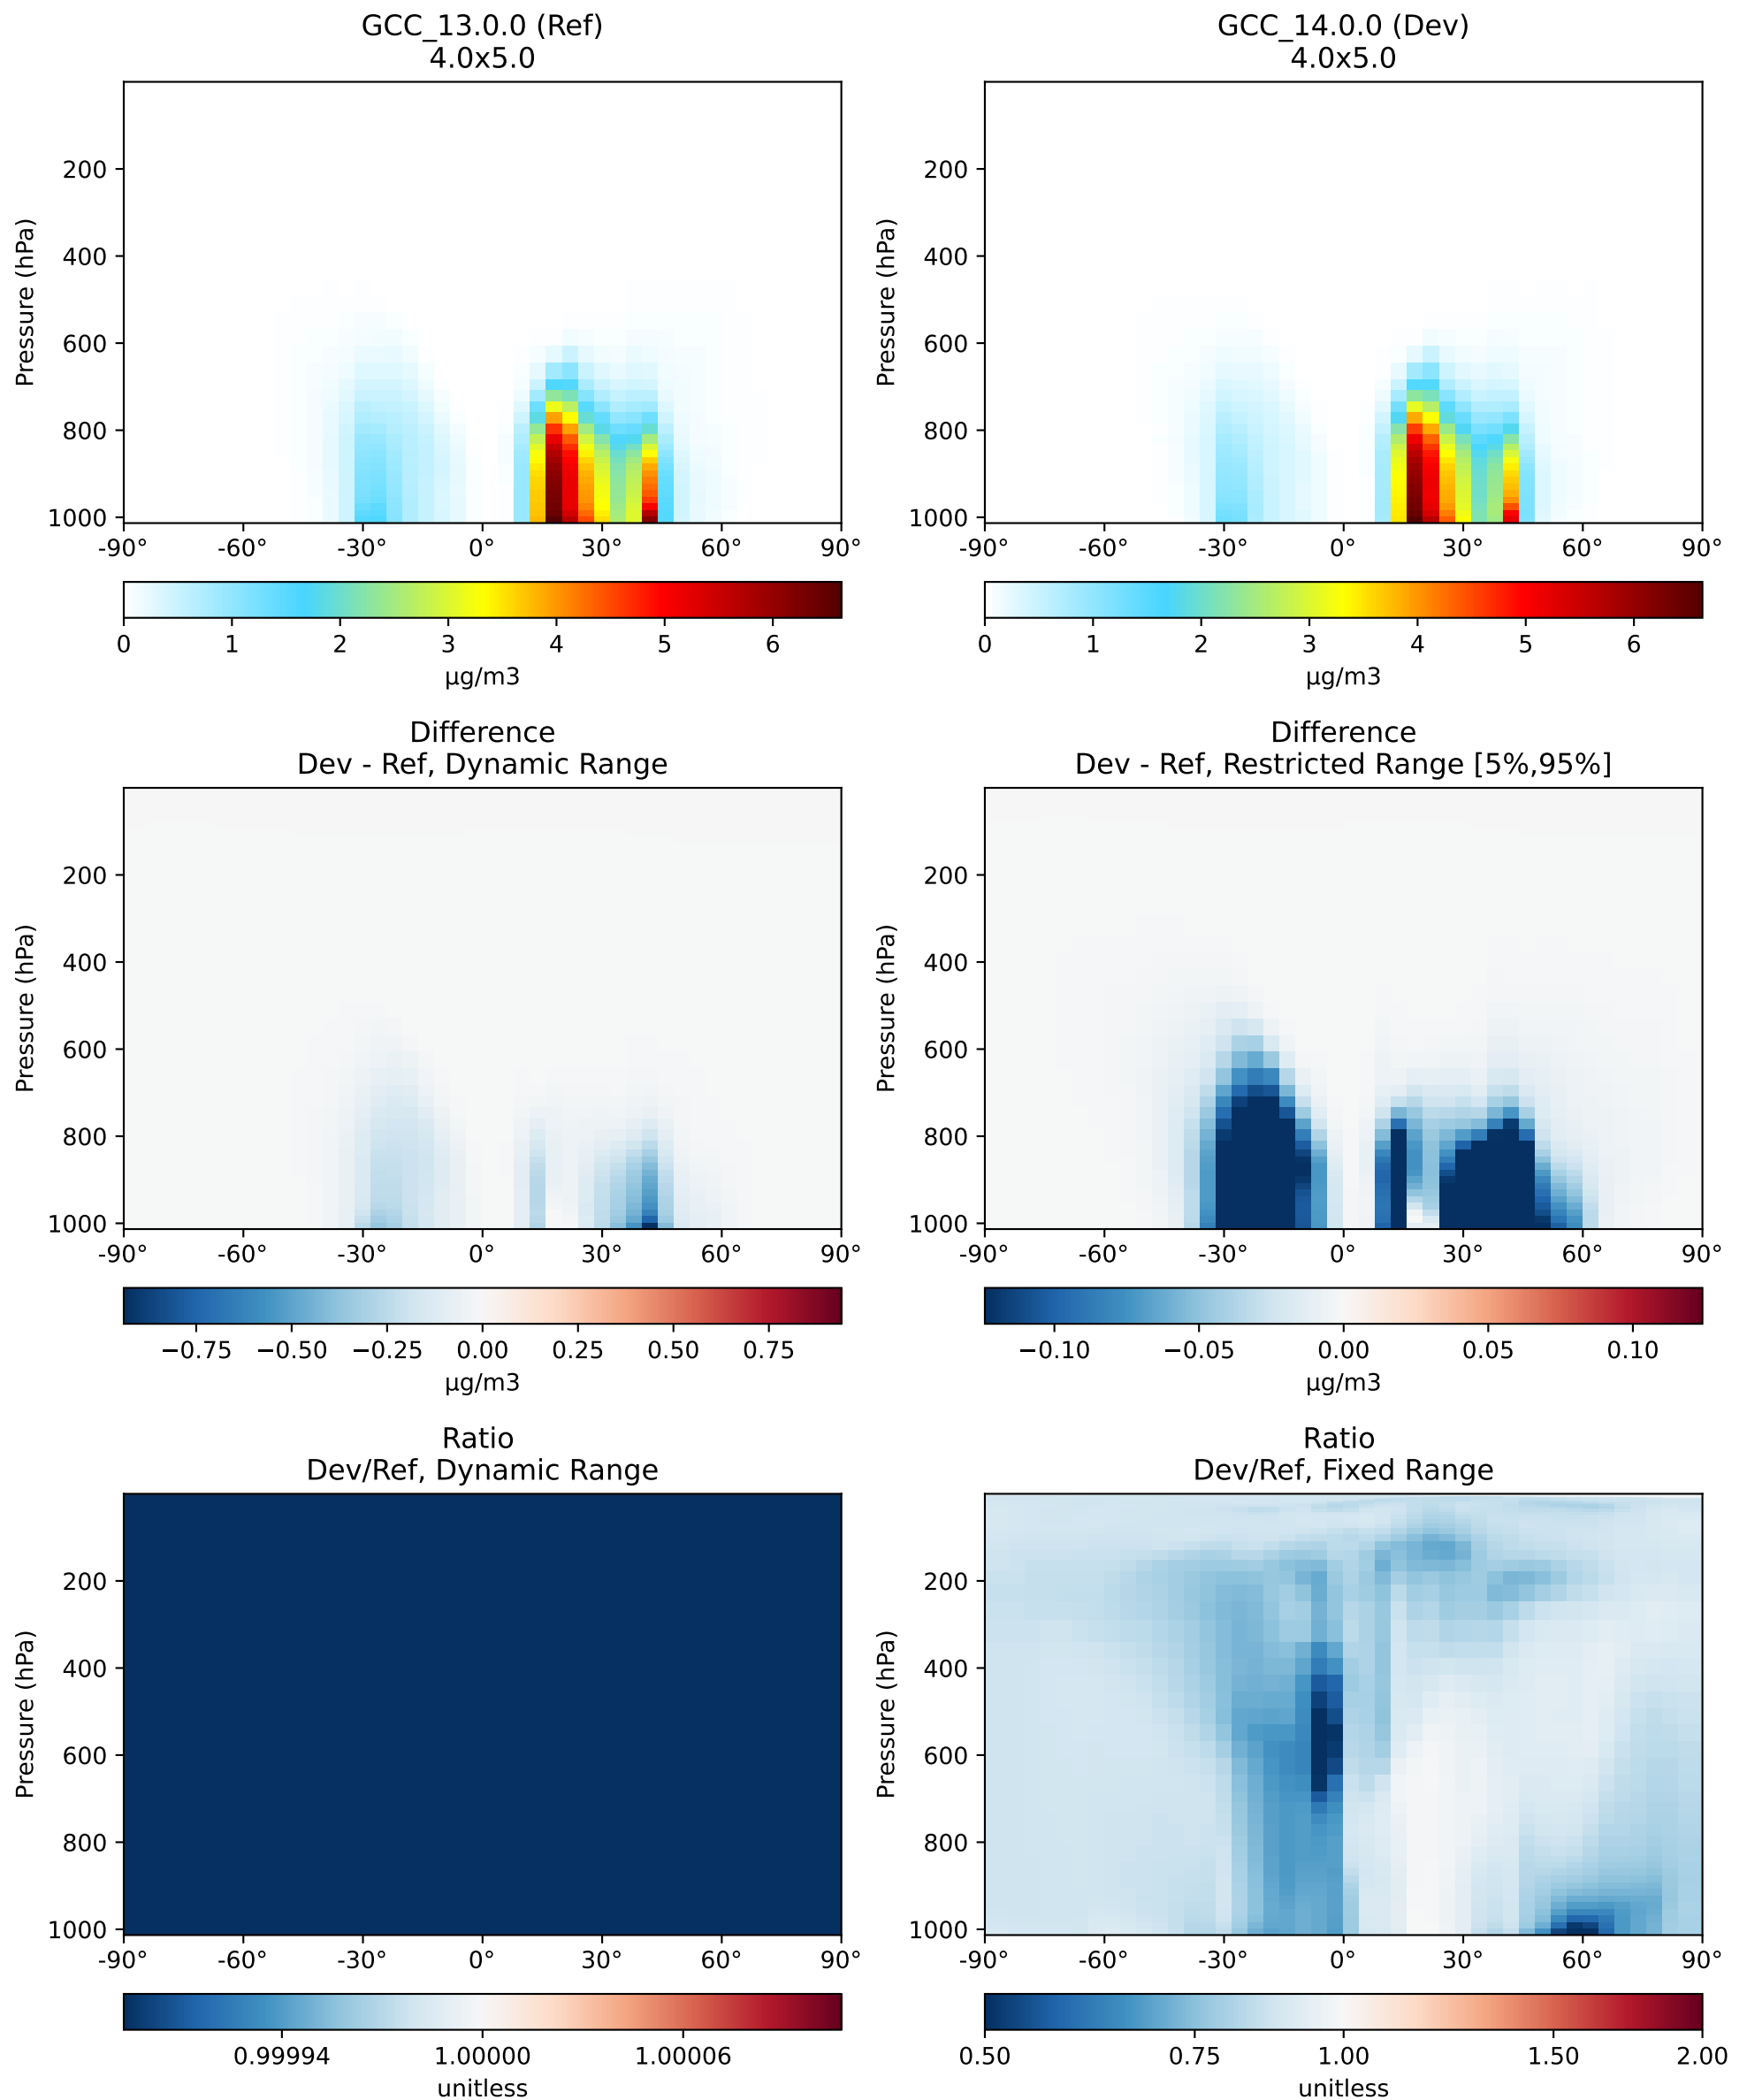 GCC_13.0.0 (Ref)
4.0x5.0
Pressure (hPa)
200
400
600
800
1000
-90° -60° -30° 0° 30° 60° 90°
0 1 2 3 4 5 6
μg/m3
GCC_14.0.0 (Dev)
4.0x5.0
Pressure (hPa)
200
400
600
800
1000
-90° -60° -30° 0° 30° 60° 90°
0 1 2 3 4 5 6
μg/m3
Difference
Dev - Ref, Dynamic Range
Pressure (hPa)
200
400
600
800
1000
-90° -60° -30° 0° 30° 60° 90°
−0.75 −0.50 −0.25 0.00 0.25 0.50 0.75
μg/m3
Difference
Dev - Ref, Restricted Range [5%,95%]
Pressure (hPa)
200
400
600
800
1000
-90° -60° -30° 0° 30° 60° 90°
−0.10 −0.05 0.00 0.05 0.10
μg/m3
Ratio
Dev/Ref, Dynamic Range
Pressure (hPa)
200
400
600
800
1000
-90° -60° -30° 0° 30° 60° 90°
0.99994 1.00000 1.00006
unitless
Ratio
Dev/Ref, Fixed Range
Pressure (hPa)
200
400
600
800
1000
-90° -60° -30° 0° 30° 60° 90°
0.50 0.75 1.00 1.50 2.00
unitless